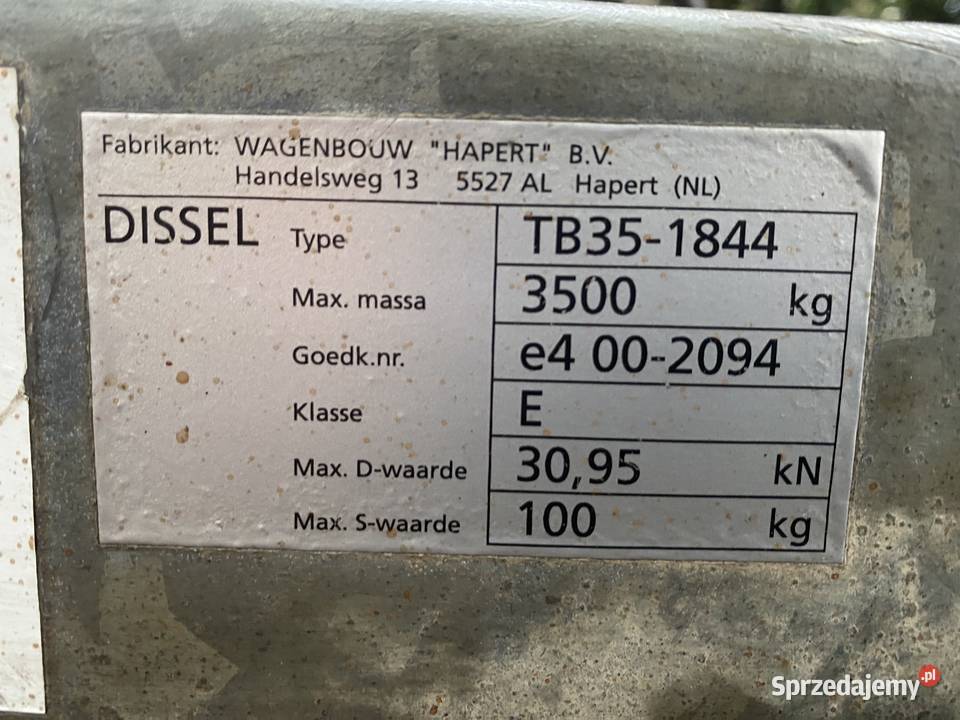 Fabrikant: WAGENBOUW "HAPERT" B.V.
Handelsweg 13 5527 AL Hapert (NL)
DISSEL Type TB35-1844
Max. massa 3500 kg
Goedk.nr. e4 00-2094
Klasse E
Max. D-waarde 30,95 kN
Max. S-waarde 100 kg
Sprzedajemy.pl